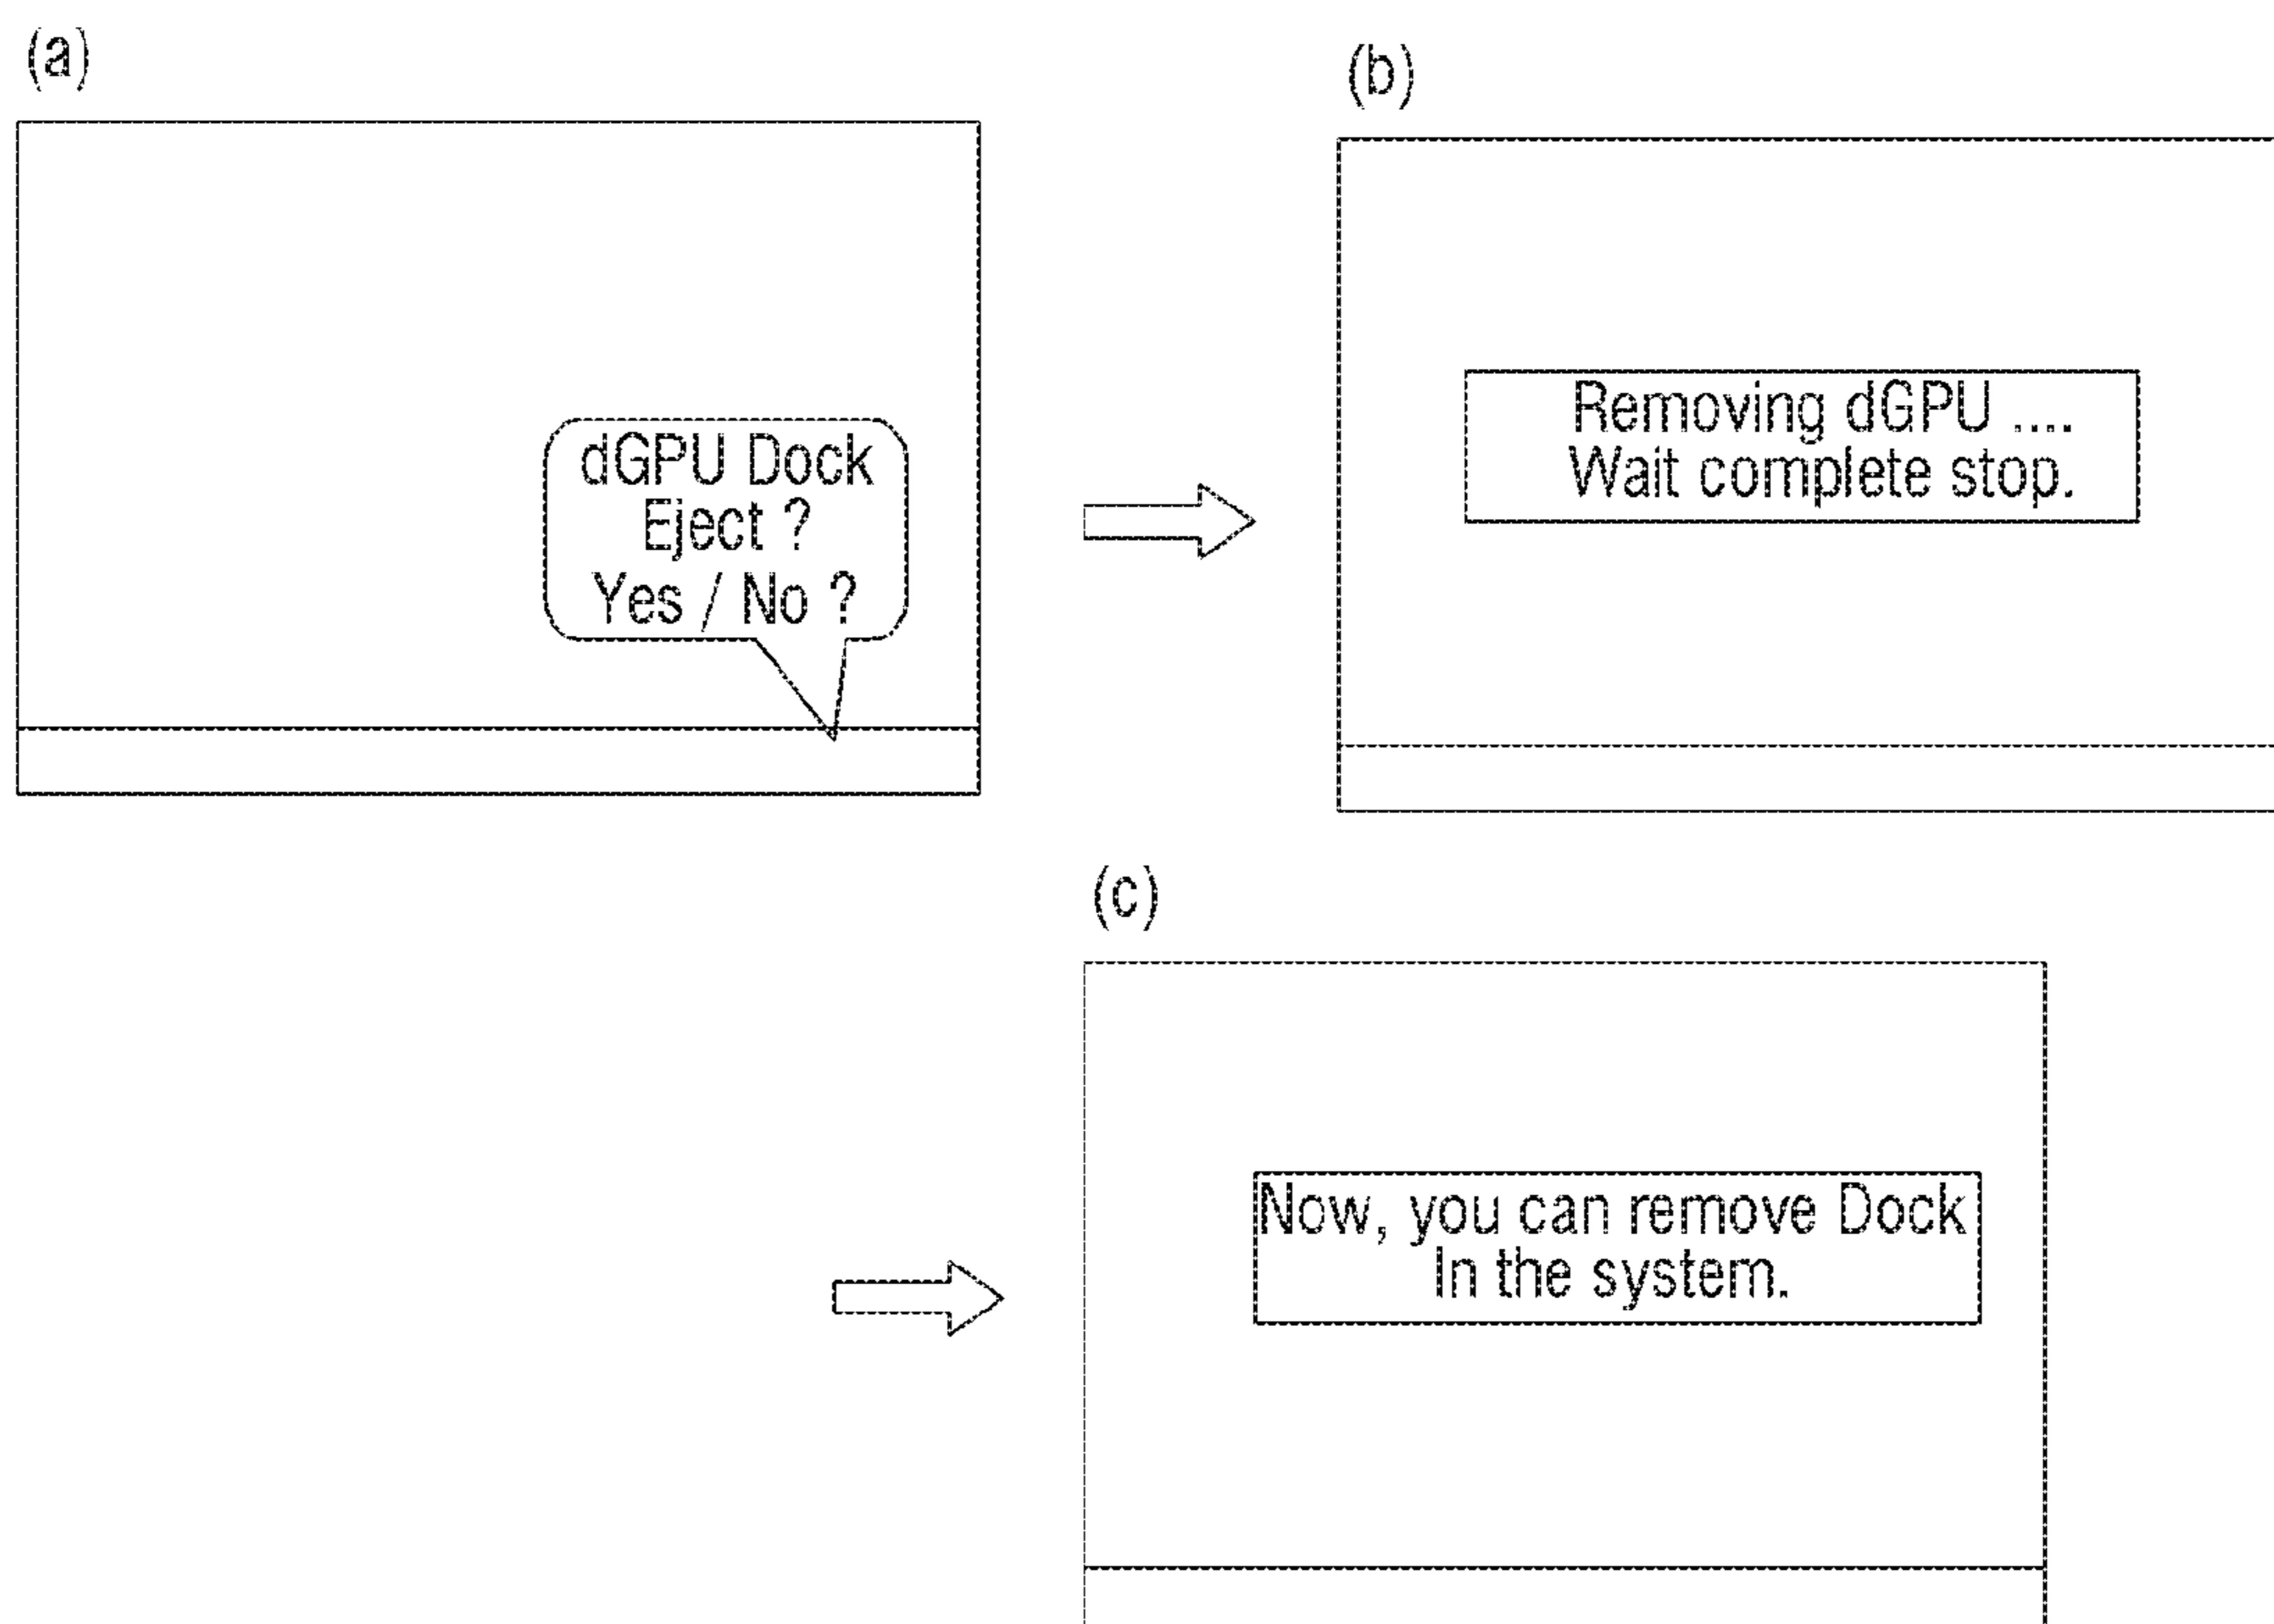 (a)
dGPU Dock
Eject ?
Yes / No ?
(b)
Removing dGPU ....
Wait complete stop.
(c)
Now, you can remove Dock
In the system.